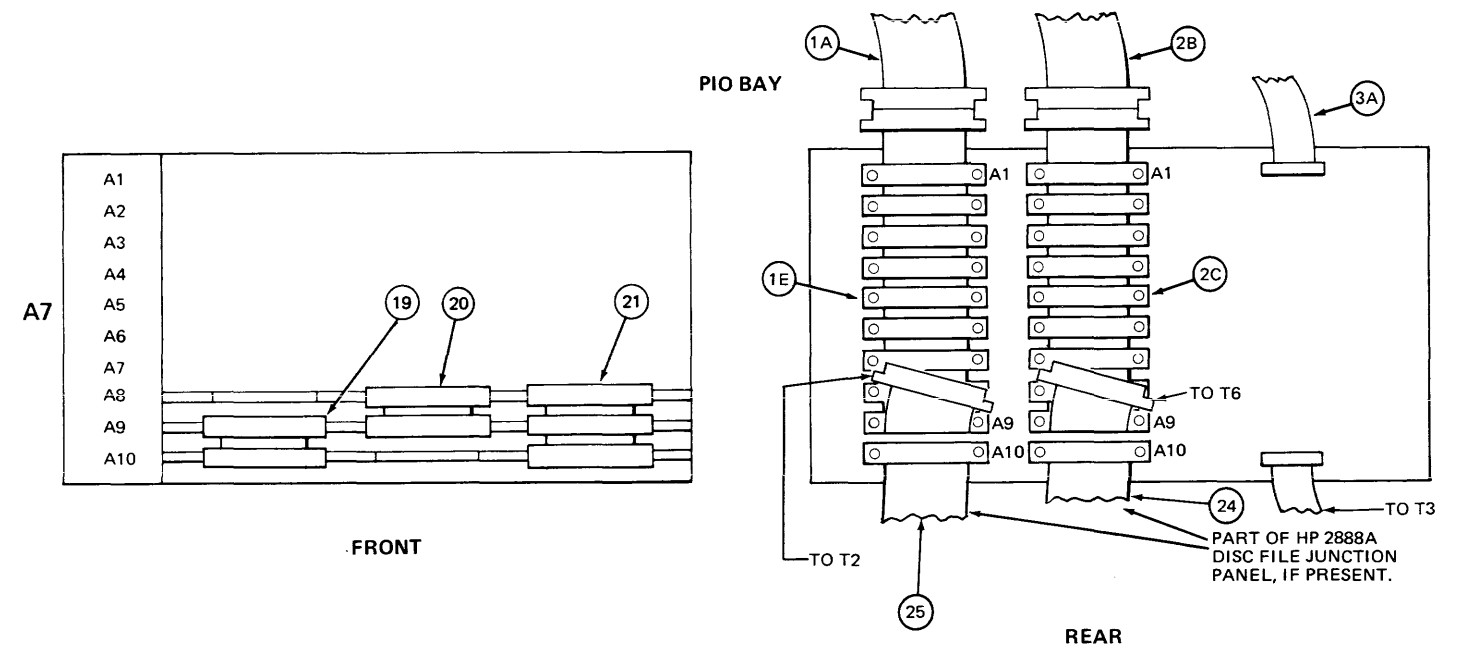 1A
2B
PIO BAY
3A
A1
A1
A1
A2
A3
A4
A5
A6
A7
A8
A9
A10
A7
19
20
21
1E
2C
TO T6
A9
A9
A10
A10
24
TO T3
PART OF HP 2888A
DISC FILE JUNCTION
PANEL, IF PRESENT.
TO T2
25
FRONT
REAR